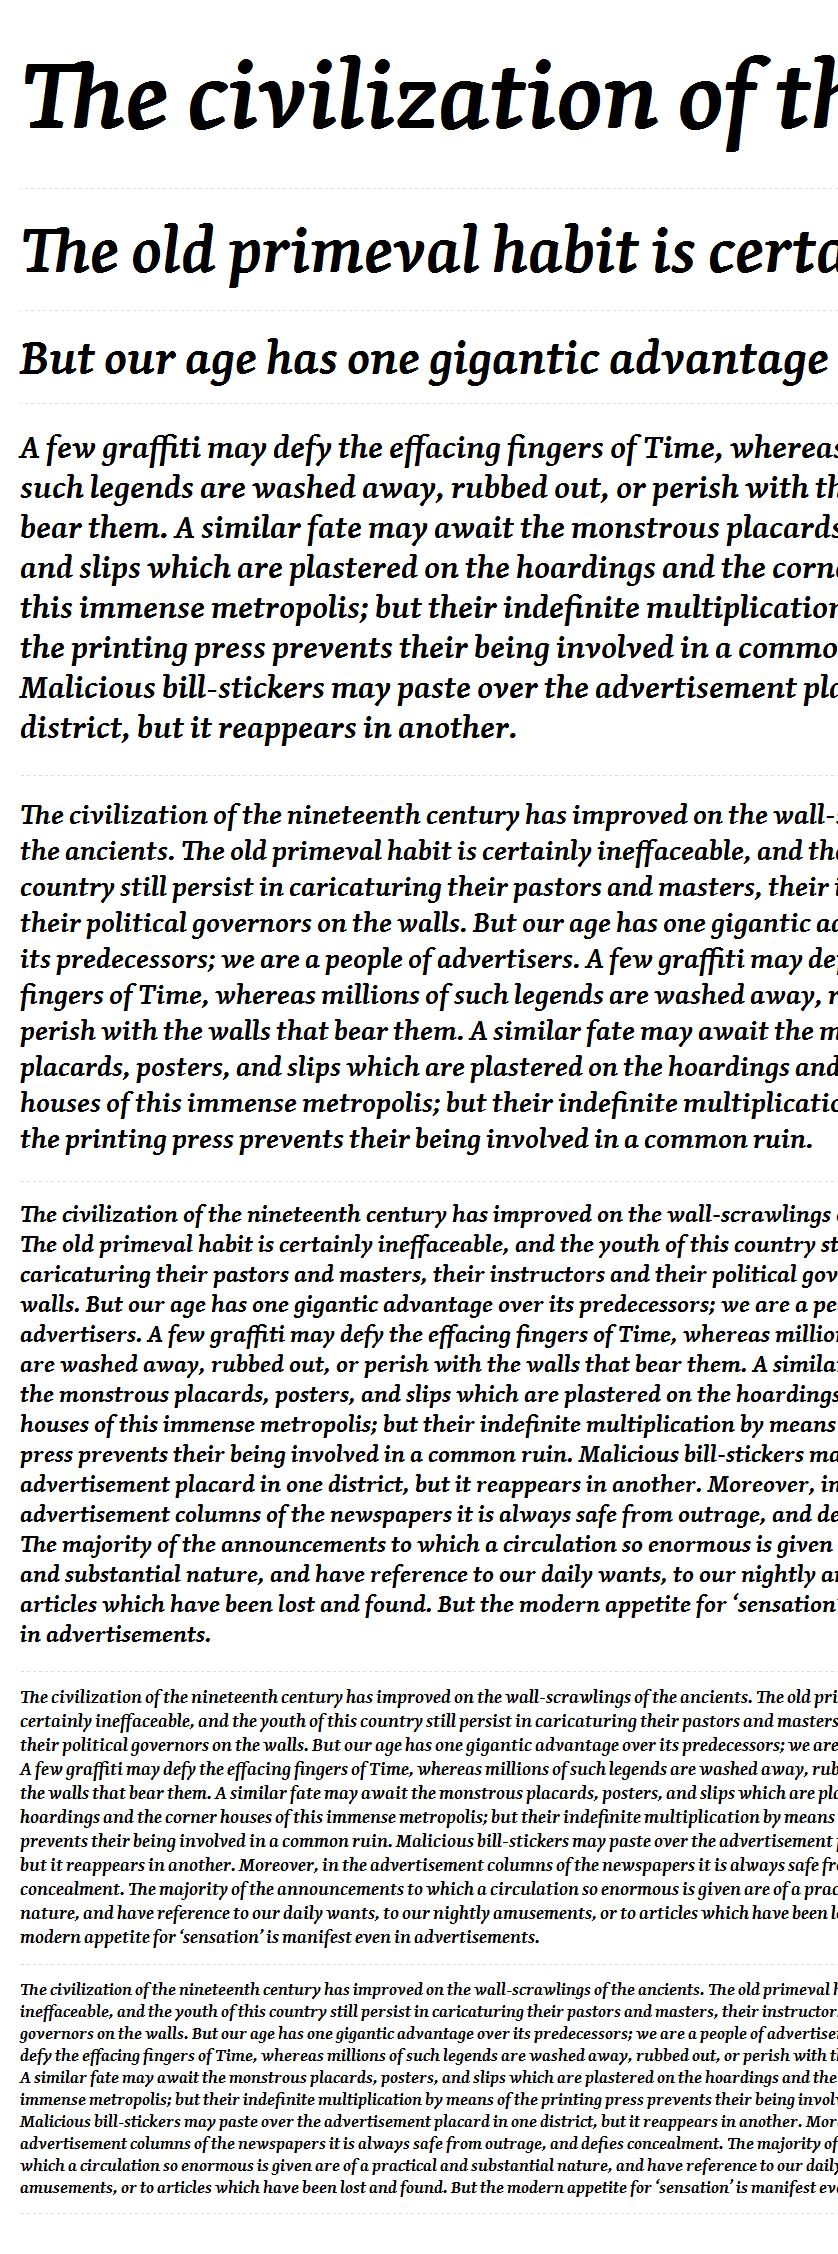 The civilization of th
The old primeval habit is certa
But our age has one gigantic advantage
A few graffiti may defy the effacing fingers of Time, whereas
such legends are washed away, rubbed out, or perish with th
bear them. A similar fate may await the monstrous placards
and slips which are plastered on the hoardings and the corne
this immense metropolis; but their indefinite multiplication
the printing press prevents their being involved in a commo
Malicious bill-stickers may paste over the advertisement pla
district, but it reappears in another.
The civilization of the nineteenth century has improved on the wall-s
the ancients. The old primeval habit is certainly ineffaceable, and the
country still persist in caricaturing their pastors and masters, their i
their political governors on the walls. But our age has one gigantic ad
its predecessors; we are a people of advertisers. A few graffiti may def
fingers of Time, whereas millions of such legends are washed away, r
perish with the walls that bear them. A similar fate may await the m
placards, posters, and slips which are plastered on the hoardings and
houses of this immense metropolis; but their indefinite multiplicatio
the printing press prevents their being involved in a common ruin.
The civilization of the nineteenth century has improved on the wall-scrawlings o
The old primeval habit is certainly ineffaceable, and the youth of this country st
caricaturing their pastors and masters, their instructors and their political gov
walls. But our age has one gigantic advantage over its predecessors; we are a peo
advertisers. A few graffiti may defy the effacing fingers of Time, whereas million
are washed away, rubbed out, or perish with the walls that bear them. A similar
the monstrous placards, posters, and slips which are plastered on the hoardings
houses of this immense metropolis; but their indefinite multiplication by means
press prevents their being involved in a common ruin. Malicious bill-stickers ma
advertisement placard in one district, but it reappears in another. Moreover, in
advertisement columns of the newspapers it is always safe from outrage, and de
The majority of the announcements to which a circulation so enormous is given
and substantial nature, and have reference to our daily wants, to our nightly am
articles which have been lost and found. But the modern appetite for ‘sensation’
in advertisements.
The civilization of the nineteenth century has improved on the wall-scrawlings of the ancients. The old pri
certainly ineffaceable, and the youth of this country still persist in caricaturing their pastors and masters
their political governors on the walls. But our age has one gigantic advantage over its predecessors; we are
A few graffiti may defy the effacing fingers of Time, whereas millions of such legends are washed away, rub
the walls that bear them. A similar fate may await the monstrous placards, posters, and slips which are pla
hoardings and the corner houses of this immense metropolis; but their indefinite multiplication by means
prevents their being involved in a common ruin. Malicious bill-stickers may paste over the advertisement p
but it reappears in another. Moreover, in the advertisement columns of the newspapers it is always safe fro
concealment. The majority of the announcements to which a circulation so enormous is given are of a prac
nature, and have reference to our daily wants, to our nightly amusements, or to articles which have been lo
modern appetite for ‘sensation’ is manifest even in advertisements.
The civilization of the nineteenth century has improved on the wall-scrawlings of the ancients. The old primeval h
ineffaceable, and the youth of this country still persist in caricaturing their pastors and masters, their instructor
governors on the walls. But our age has one gigantic advantage over its predecessors; we are a people of advertiser
defy the effacing fingers of Time, whereas millions of such legends are washed away, rubbed out, or perish with th
A similar fate may await the monstrous placards, posters, and slips which are plastered on the hoardings and the
immense metropolis; but their indefinite multiplication by means of the printing press prevents their being involv
Malicious bill-stickers may paste over the advertisement placard in one district, but it reappears in another. More
advertisement columns of the newspapers it is always safe from outrage, and defies concealment. The majority of
which a circulation so enormous is given are of a practical and substantial nature, and have reference to our daily
amusements, or to articles which have been lost and found. But the modern appetite for ‘sensation’ is manifest eve